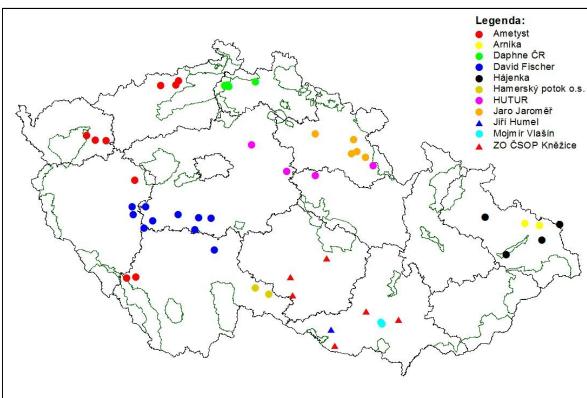 Legenda:
Ametyst
Arnika
Daphne ČR
David Fischer
Hájenka
Hamerský potok o.s.
HUTUR
Jaro Jaroměř
Jiří Humel
Mojmír Vlašín
ZO ČSOP Kněžice